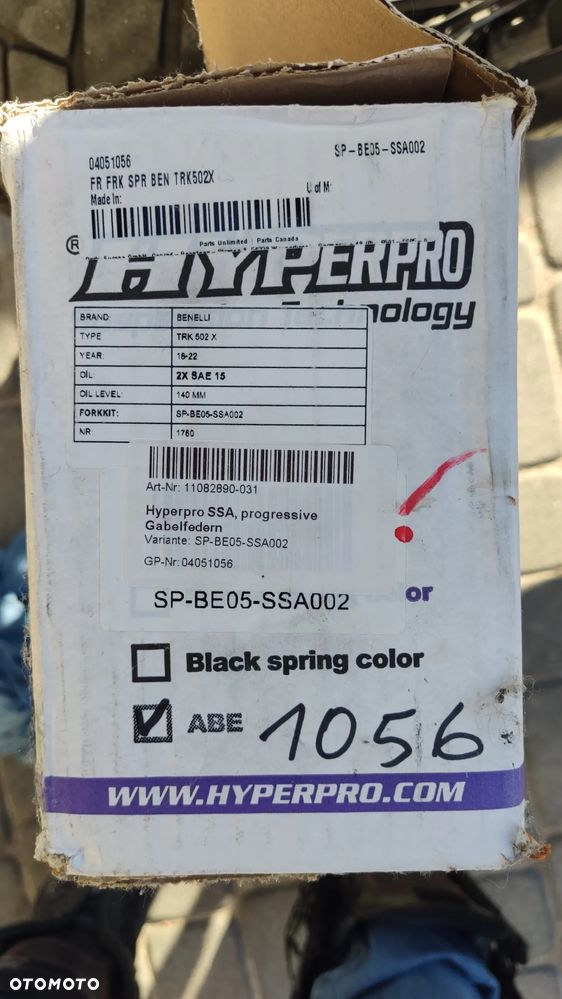 04051056
SP-BE05-SSA002
FR FRK SPR BEN TRK502X
Made In:
U of M:
Parts Unlimited | Parts Canada
®
HYPERPRO
Technology
BRAND: BENELLI
TYPE TRK 502 X
YEAR: 18-22
OIL: 2X SAE 15
OIL LEVEL: 140 MM
FORKKIT: SP-BE05-SSA002
NR: 1760
Art-Nr: 11082890-031
Hyperpro SSA, progressive
Gabelfedern
Variante: SP-BE05-SSA002
GP-Nr: 04051056
SP-BE05-SSA002
or
Black spring color
ABE 1056
WWW.HYPERPRO.COM
OTOMOTO